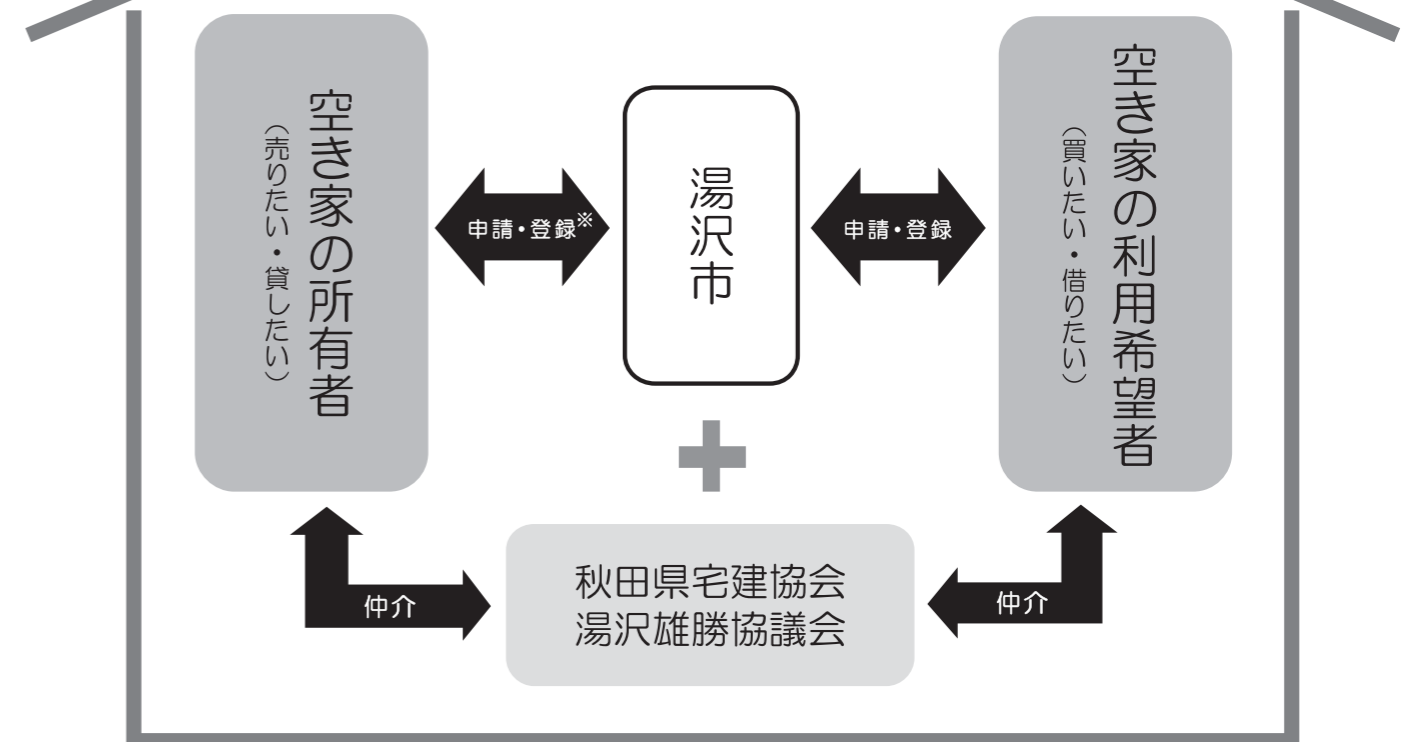 空き家の所有者
（売りたい・貸したい）
申請・登録※
湯沢市
申請・登録
空き家の利用希望者
（買いたい・借りたい）
仲介
秋田県宅建協会
湯沢雄勝協議会
仲介